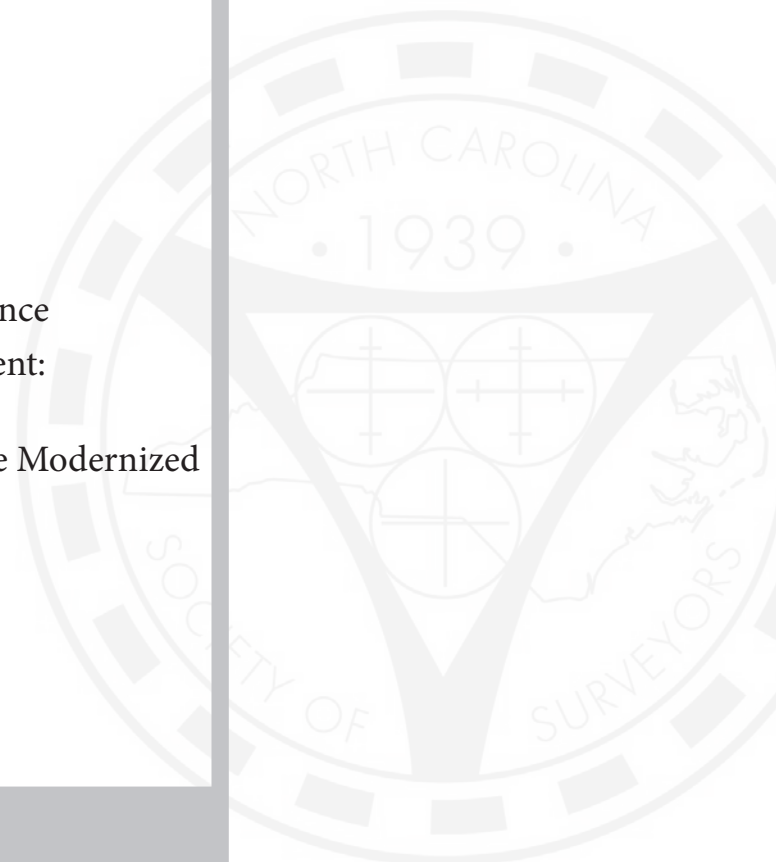 nce
ent:
e Modernized
NORTH CAROLINA
• 1939 •
SOCIETY OF SURVEYORS